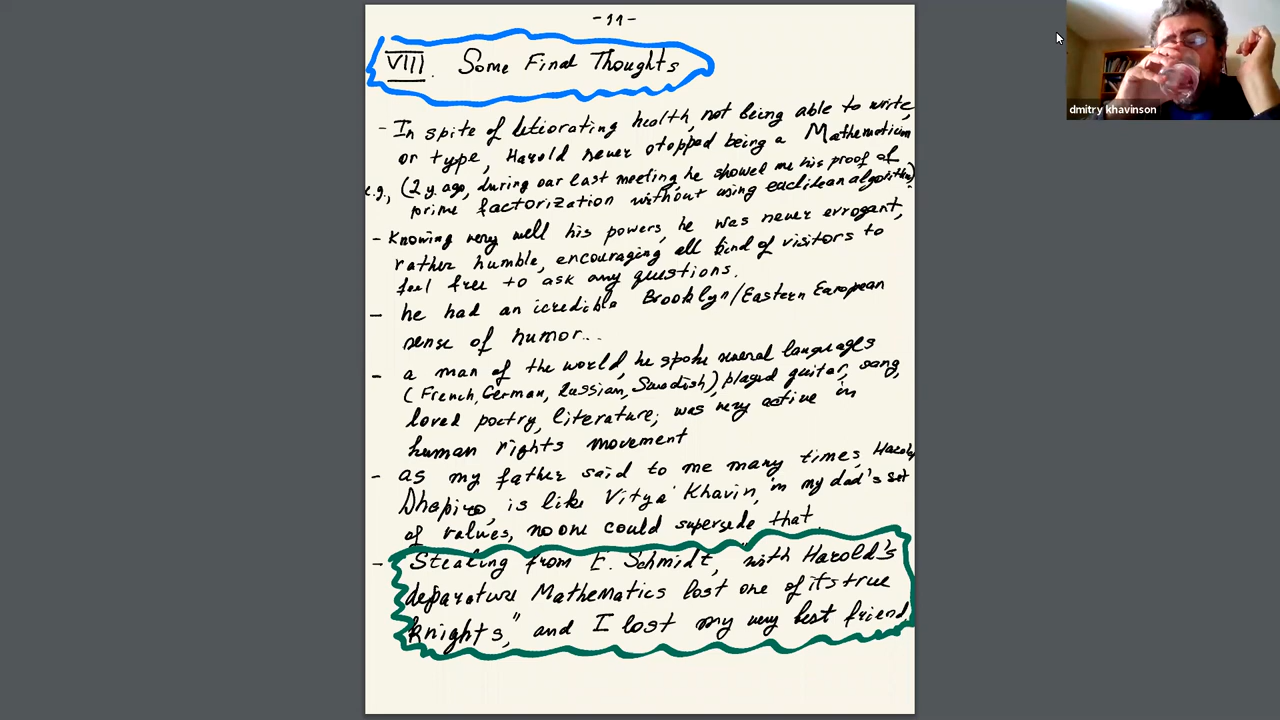 -11-
VIII. Some Final Thoughts
- In spite of detiorating health, not being able to write,
or type, Harold never stopped being a Mathematician
e.g., (2 y. ago, during our last meeting, he showed me his proof of
prime factorization without using euclidean algorithm)
- Knowing very well his powers, he was never errogant,
rather humble, encouraging all kind of visitors to
feel free to ask any questions.
- he had an icredible Brooklyn/Eastern European
sense of humor...
- a man of the world, he spoke several languages
(French, German, Russian, Swedish) played guitar, sang,
loved poetry, literature; was very active in
human rights movement
- as my father said to me many times, Harold
Shapiro, is like Vitya Khavin, in my dad's set
of values, no one could supersede that.
- Stealing from E. Schmidt, "with Harold's
departure Mathematics lost one of its true
knights," and I lost my very best friend
dmitry khavinson